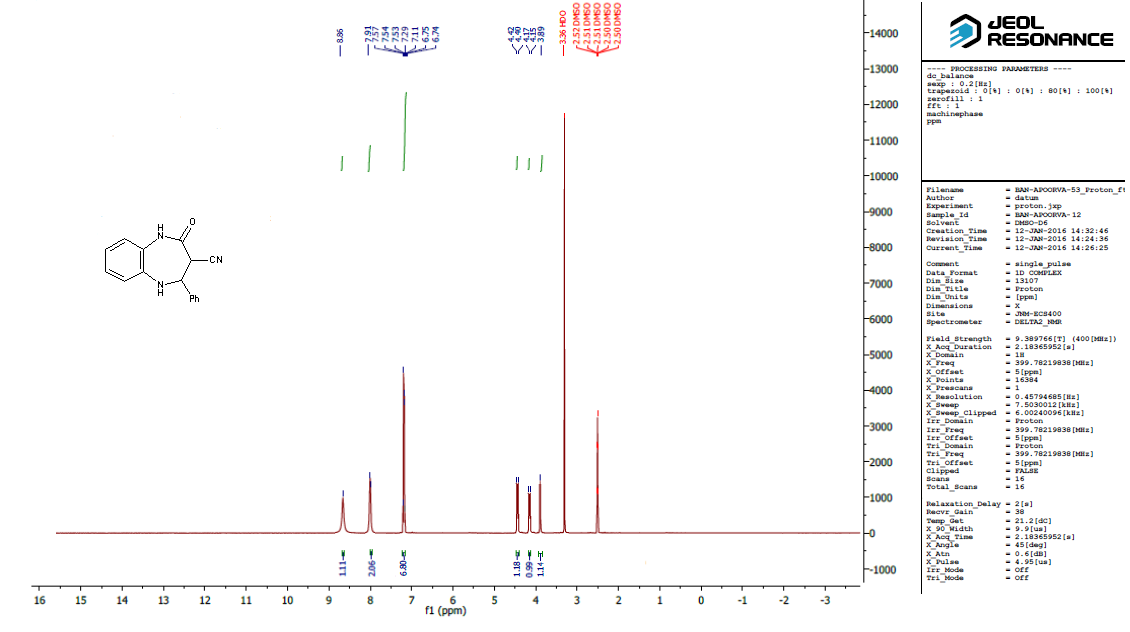 8.86
7.91
7.57
7.54
7.53
7.29
7.11
6.75
6.74
4.42
4.40
4.17
4.15
3.89
3.36 HDO
2.52 DMSO
2.51 DMSO
2.51 DMSO
2.50 DMSO
2.50 DMSO
H
N
O
CN
N
H
Ph
14000
13000
12000
11000
10000
9000
8000
7000
6000
5000
4000
3000
2000
1000
0
-1000
1.11
2.06
6.80
1.18
0.99
1.14
16 15 14 13 12 11 10 9 8 7 6 5 4 3 2 1 0 -1 -2 -3
f1 (ppm)
JEOL
RESONANCE
---- PROCESSING PARAMETERS ----
dc_balance
sexp : 0.2[Hz]
trapezoid : 0[%] : 0[%] : 80[%] : 100[%]
zerofill : 1
fft : 1
machinephase
ppm
Filename = BAN-APOORVA-53_Proton_ft
Author = datum
Experiment = proton.jxp
Sample_Id = BAN-APOORVA-12
Solvent = DMSO-D6
Creation_Time = 12-JAN-2016 14:32:46
Revision_Time = 12-JAN-2016 14:24:36
Current_Time = 12-JAN-2016 14:26:25
Comment = single_pulse
Data_Format = 1D COMPLEX
Dim_Size = 13107
Dim_Title = Proton
Dim_Units = [ppm]
Dimensions = X
Site = JNM-ECS400
Spectrometer = DELTA2_NMR
Field_Strength = 9.389766[T] (400[MHz])
X_Acq_Duration = 2.18365952[s]
X_Domain = 1H
X_Freq = 399.78219838[MHz]
X_Offset = 5[ppm]
X_Points = 16384
X_Prescans = 1
X_Resolution = 0.45794685[Hz]
X_Sweep = 7.5030012[kHz]
X_Sweep_Clipped = 6.00240096[kHz]
Irr_Domain = Proton
Irr_Freq = 399.78219838[MHz]
Irr_Offset = 5[ppm]
Tri_Domain = Proton
Tri_Freq = 399.78219838[MHz]
Tri_Offset = 5[ppm]
Clipped = FALSE
Scans = 16
Total_Scans = 16
Relaxation_Delay = 2[s]
Recvr_Gain = 38
Temp_Get = 21.2[dC]
X_90_Width = 9.9[us]
X_Acq_Time = 2.18365952[s]
X_Angle = 45[deg]
X_Atn = 0.6[dB]
X_Pulse = 4.95[us]
Irr_Mode = Off
Tri_Mode = Off